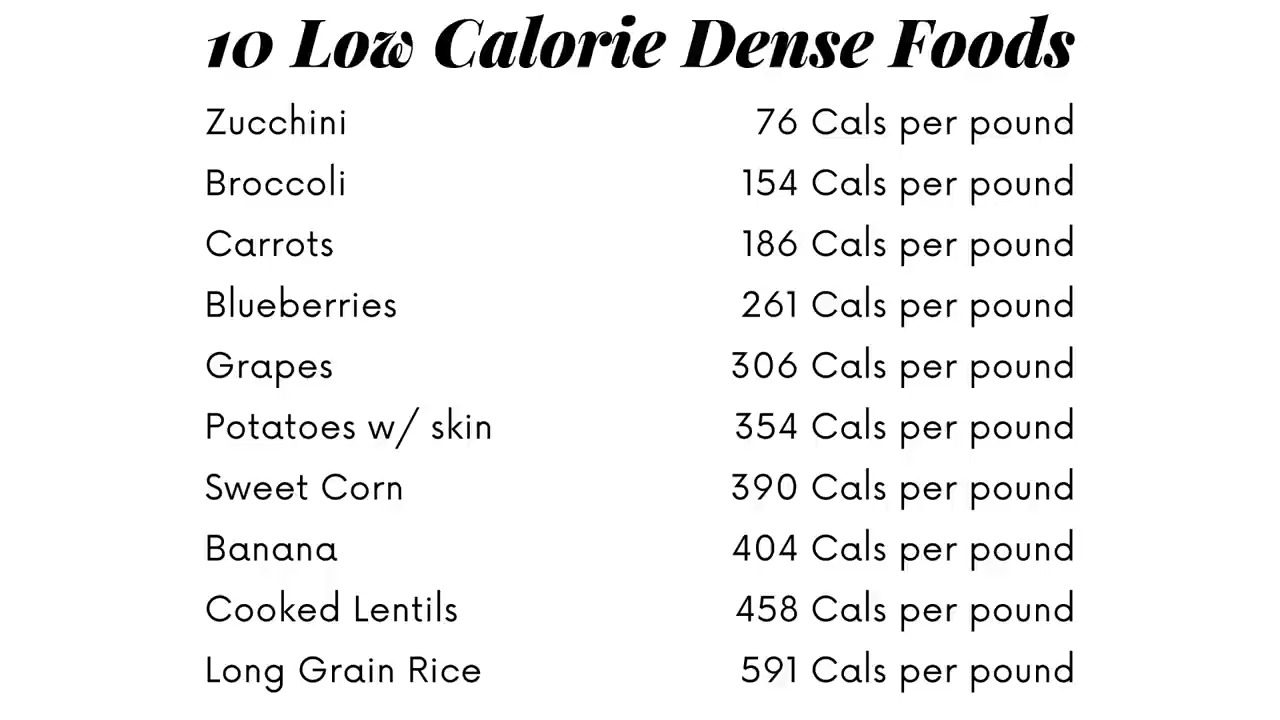 10 Low Calorie Dense Foods
Zucchini 76 Cals per pound
Broccoli 154 Cals per pound
Carrots 186 Cals per pound
Blueberries 261 Cals per pound
Grapes 306 Cals per pound
Potatoes w/ skin 354 Cals per pound
Sweet Corn 390 Cals per pound
Banana 404 Cals per pound
Cooked Lentils 458 Cals per pound
Long Grain Rice 591 Cals per pound